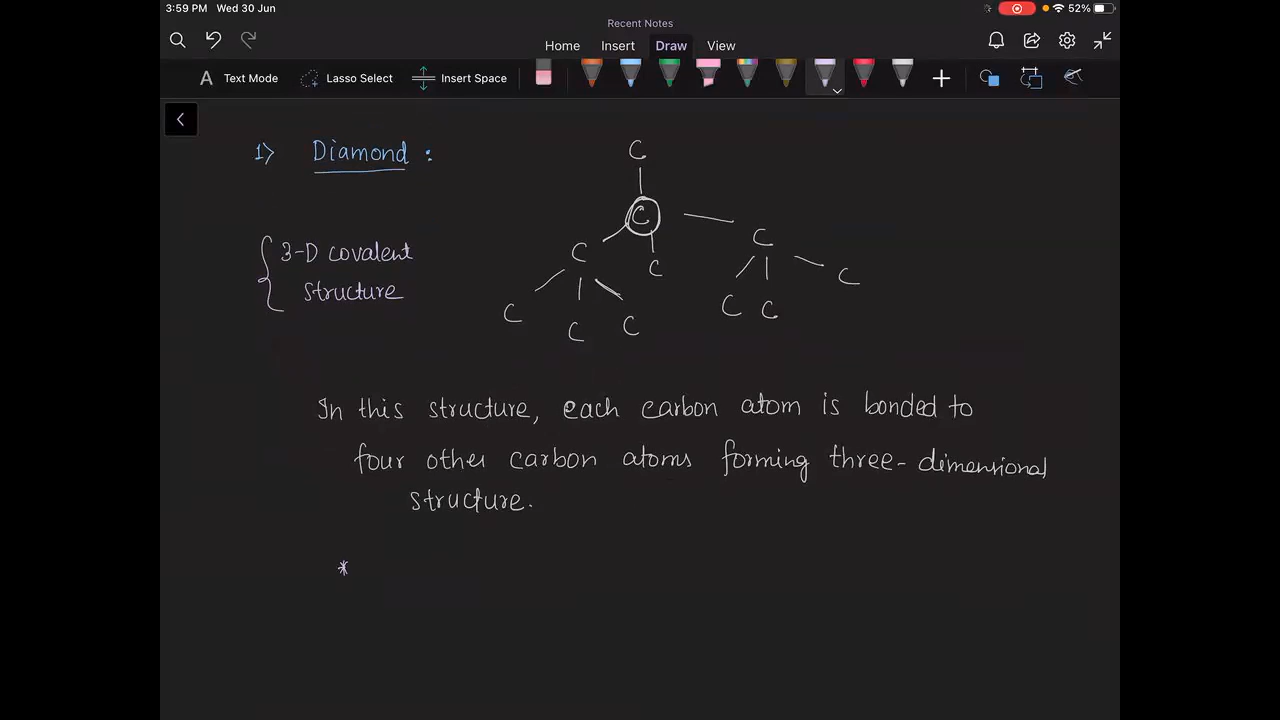 3:59 PM Wed 30 Jun
52%
Recent Notes
Home Insert Draw View
A Text Mode Lasso Select Insert Space
1) Diamond :
C
C
C C
C
C C C
C C C
3-D covalent
structure
In this structure, each carbon atom is bonded to
four other carbon atoms forming three-dimensional
structure.
*